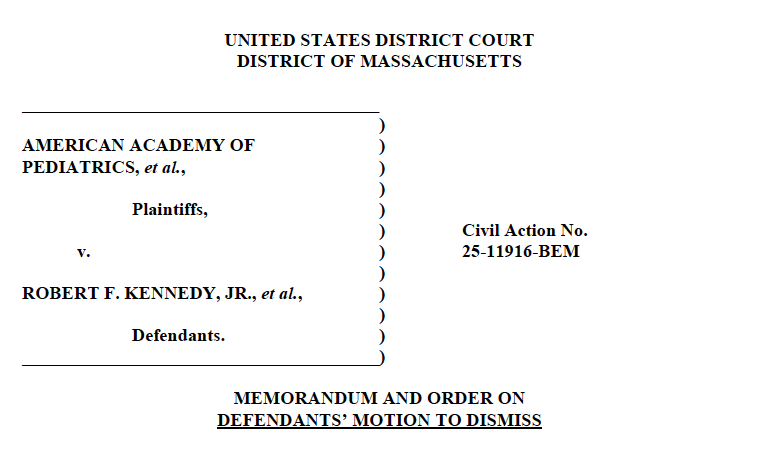 UNITED STATES DISTRICT COURT
DISTRICT OF MASSACHUSETTS
)
AMERICAN ACADEMY OF )
PEDIATRICS, et al., )
)
Plaintiffs, )
) Civil Action No.
v. ) 25-11916-BEM
)
ROBERT F. KENNEDY, JR., et al., )
)
Defendants. )
)
MEMORANDUM AND ORDER ON
DEFENDANTS’ MOTION TO DISMISS